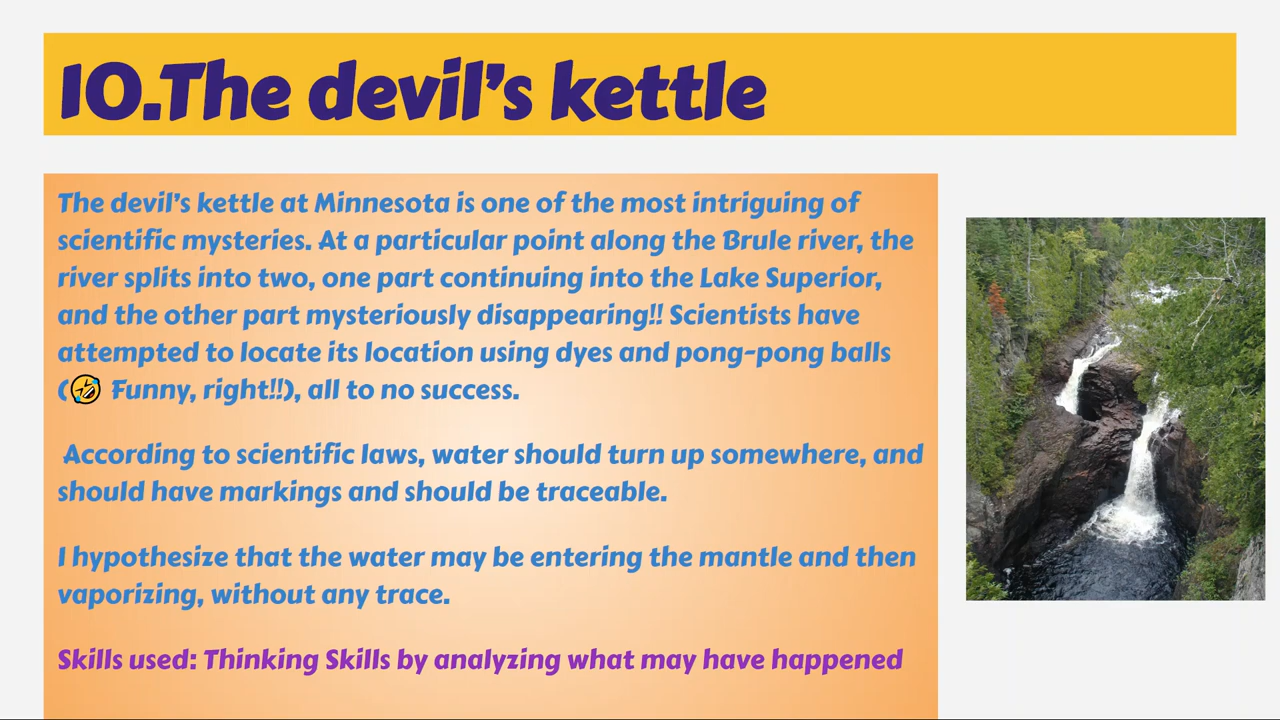 10.The devil's kettle
The devil's kettle at Minnesota is one of the most intriguing of
scientific mysteries. At a particular point along the Brule river, the
river splits into two, one part continuing into the Lake Superior,
and the other part mysteriously disappearing!! Scientists have
attempted to locate its location using dyes and pong-pong balls
(🤣 Funny, right!!), all to no success.
According to scientific laws, water should turn up somewhere, and
should have markings and should be traceable.
I hypothesize that the water may be entering the mantle and then
vaporizing, without any trace.
Skills used: Thinking Skills by analyzing what may have happened